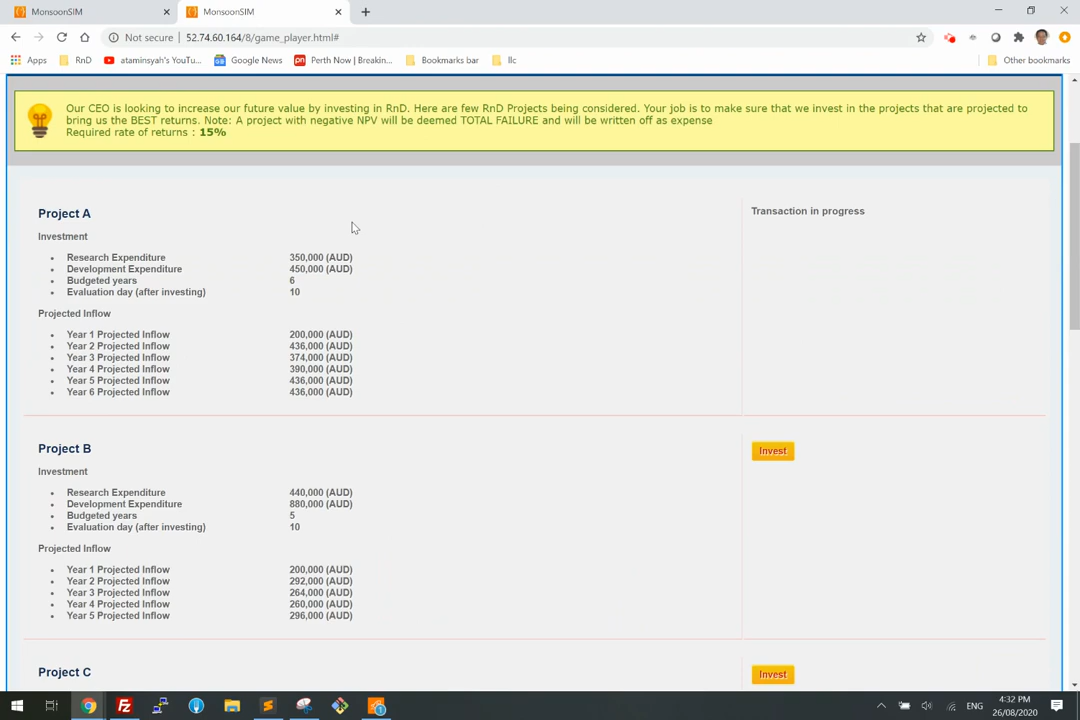 MonsoonSIM
MonsoonSIM
Not secure | 52.74.60.164/8/game_player.html#
Apps RnD ataminsyah's YouTu... Google News Perth Now | Breakin... Bookmarks bar llc Other bookmarks
Our CEO is looking to increase our future value by investing in RnD. Here are few RnD Projects being considered. Your job is to make sure that we invest in the projects that are projected to
bring us the BEST returns. Note: A project with negative NPV will be deemed TOTAL FAILURE and will be written off as expense
Required rate of returns : 15%
Project A
Transaction in progress
Investment
Research Expenditure 350,000 (AUD)
Development Expenditure 450,000 (AUD)
Budgeted years 6
Evaluation day (after investing) 10
Projected Inflow
Year 1 Projected Inflow 200,000 (AUD)
Year 2 Projected Inflow 436,000 (AUD)
Year 3 Projected Inflow 374,000 (AUD)
Year 4 Projected Inflow 390,000 (AUD)
Year 5 Projected Inflow 436,000 (AUD)
Year 6 Projected Inflow 436,000 (AUD)
Project B
Invest
Investment
Research Expenditure 440,000 (AUD)
Development Expenditure 880,000 (AUD)
Budgeted years 5
Evaluation day (after investing) 10
Projected Inflow
Year 1 Projected Inflow 200,000 (AUD)
Year 2 Projected Inflow 292,000 (AUD)
Year 3 Projected Inflow 264,000 (AUD)
Year 4 Projected Inflow 260,000 (AUD)
Year 5 Projected Inflow 296,000 (AUD)
Project C
Invest
ENG
4:32 PM
26/08/2020